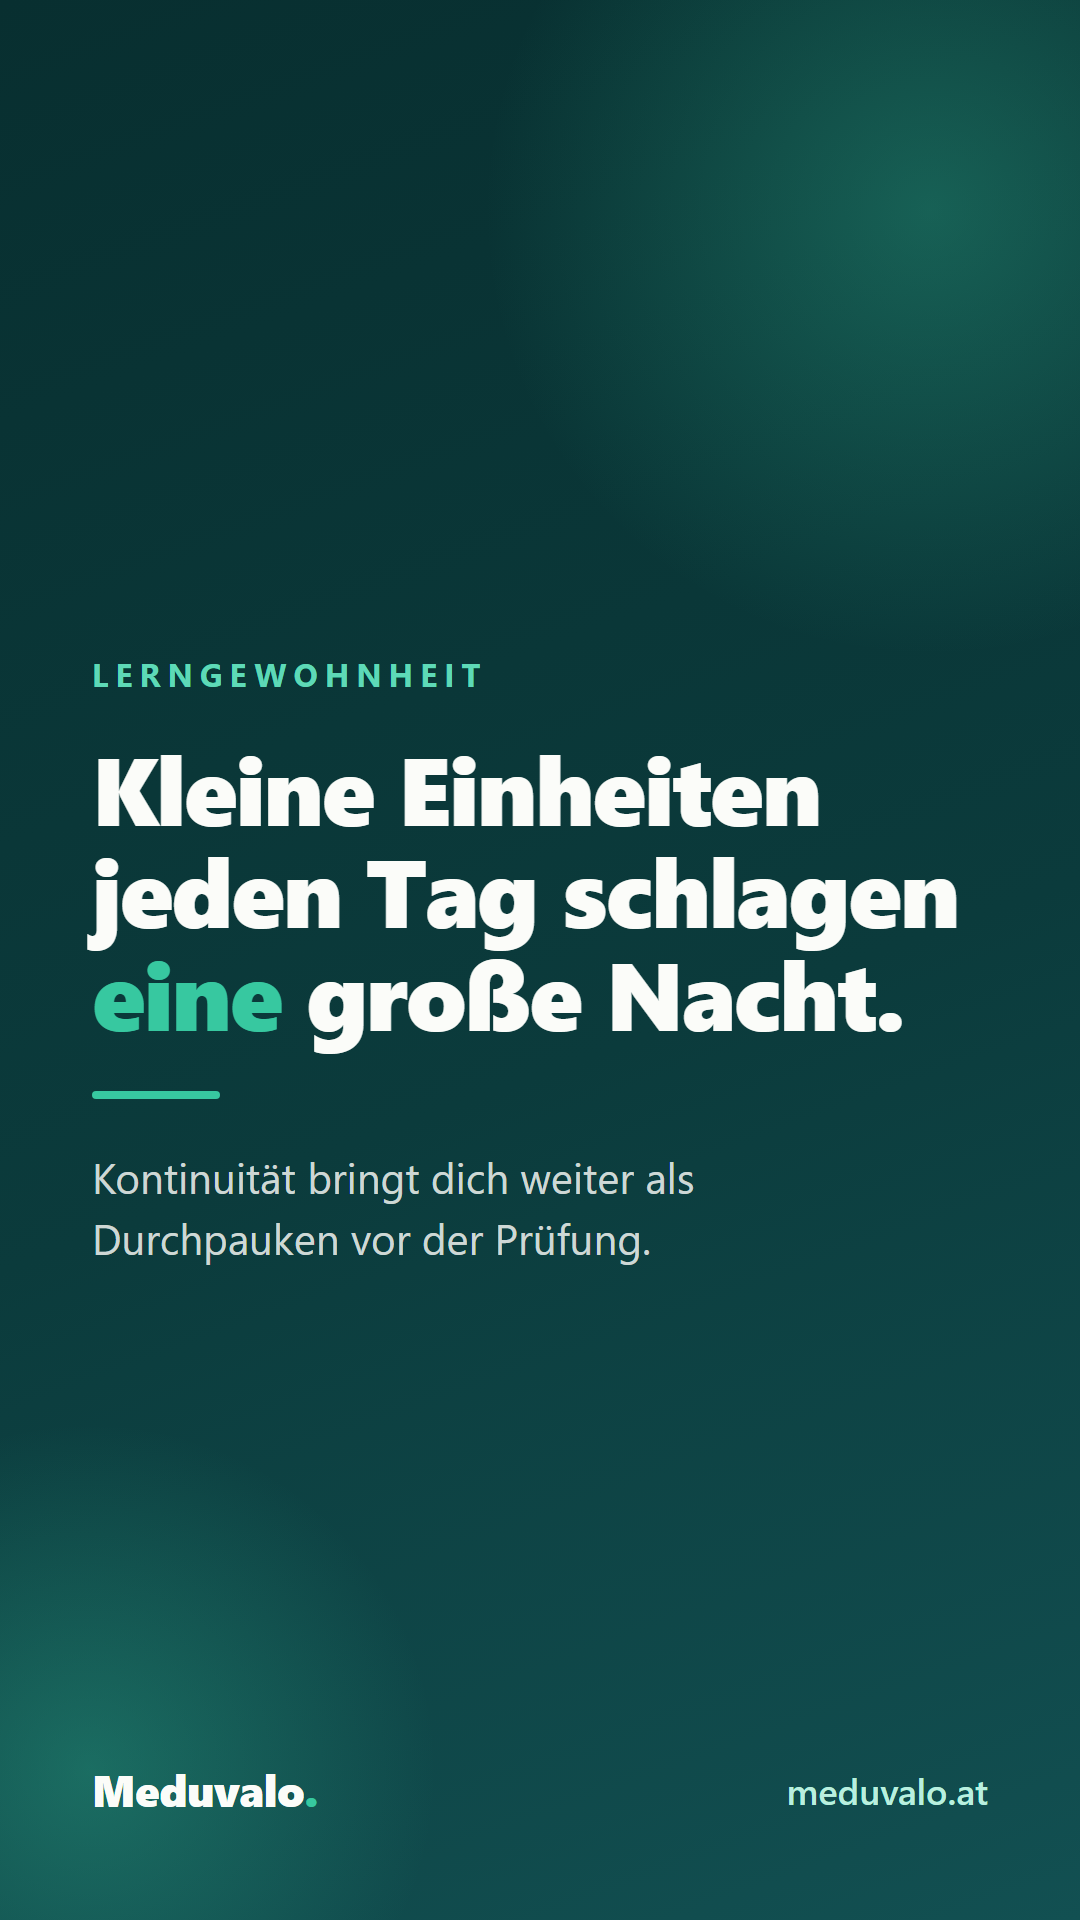 LERNGEWOHNHEIT
Kleine Einheiten
jeden Tag schlagen
eine große Nacht.
Kontinuität bringt dich weiter als
Durchpauken vor der Prüfung.
Meduvalo.
meduvalo.at